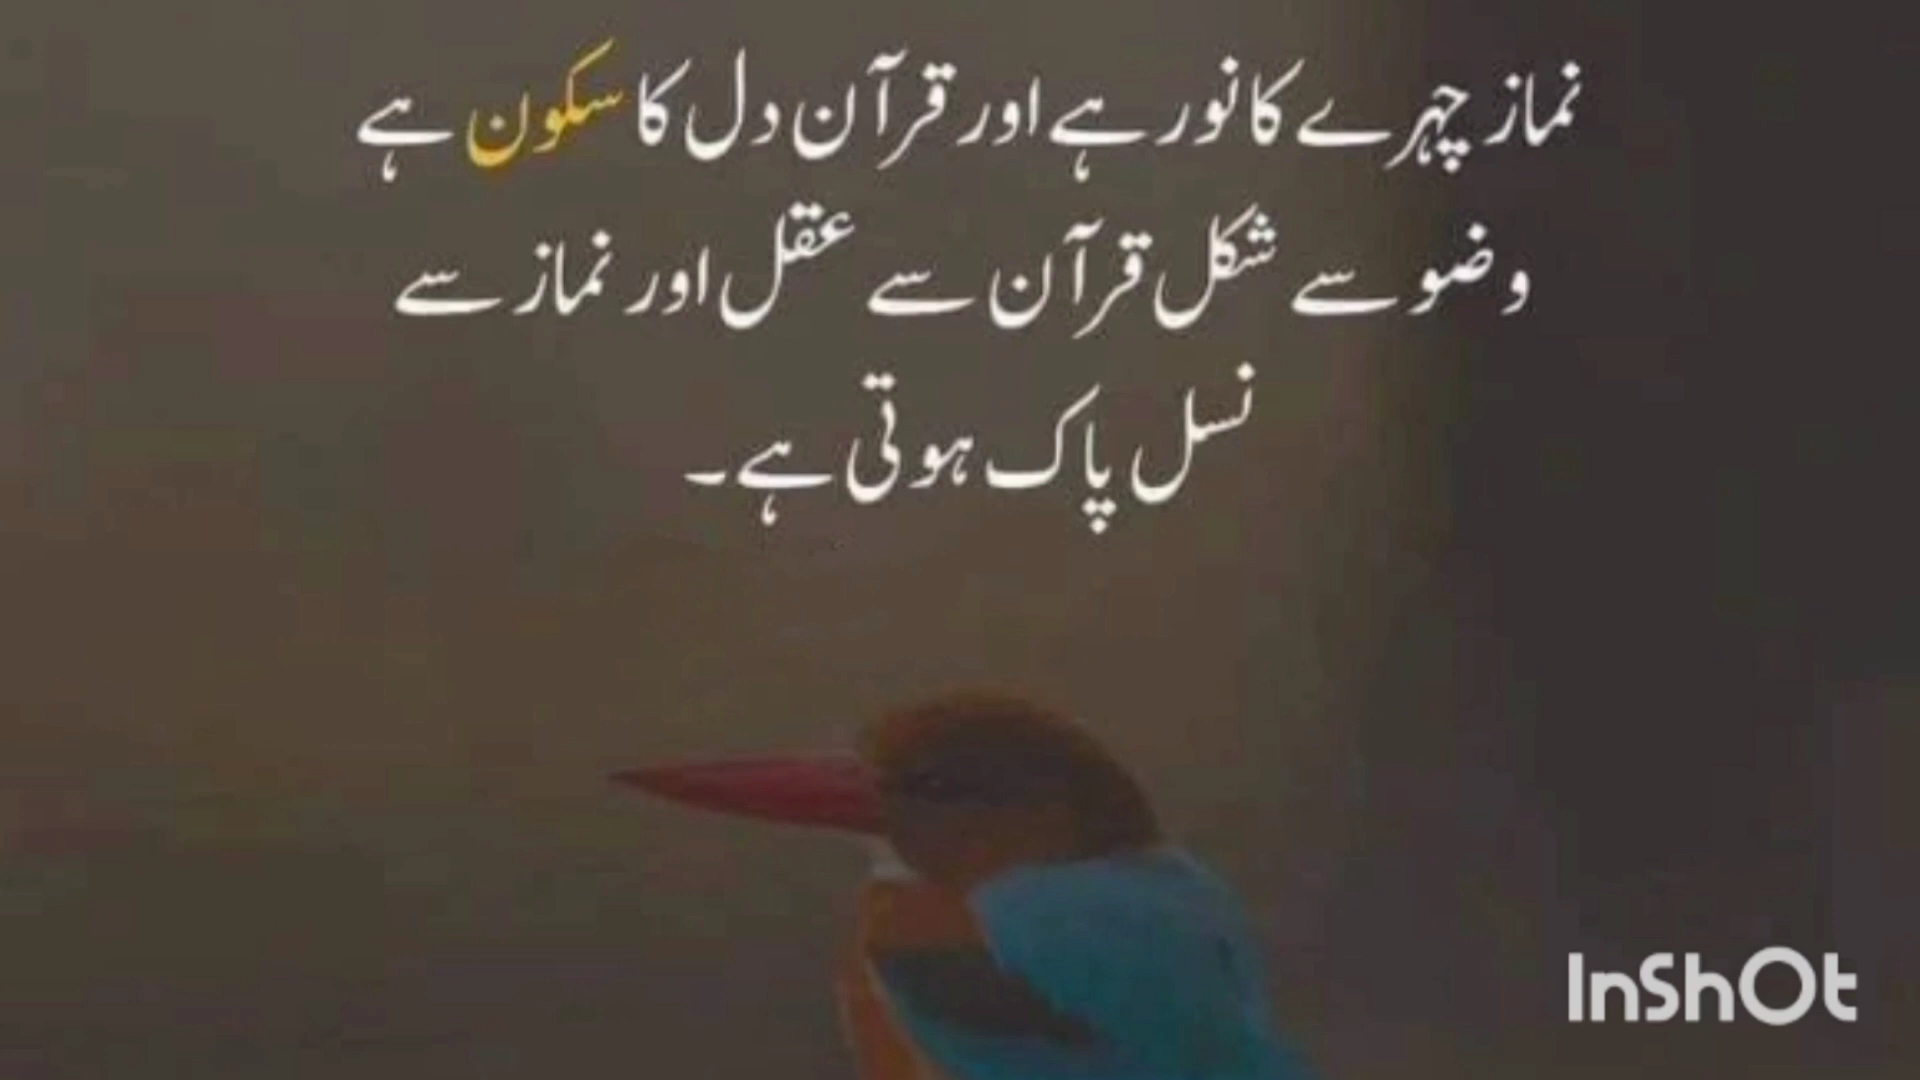 نماز چہرے کا نور ہے اور قرآن دل کا سکون ہے
وضو سے شکل قرآن سے عقل اور نماز سے
نسل پاک ہوتی ہے۔
InShOt